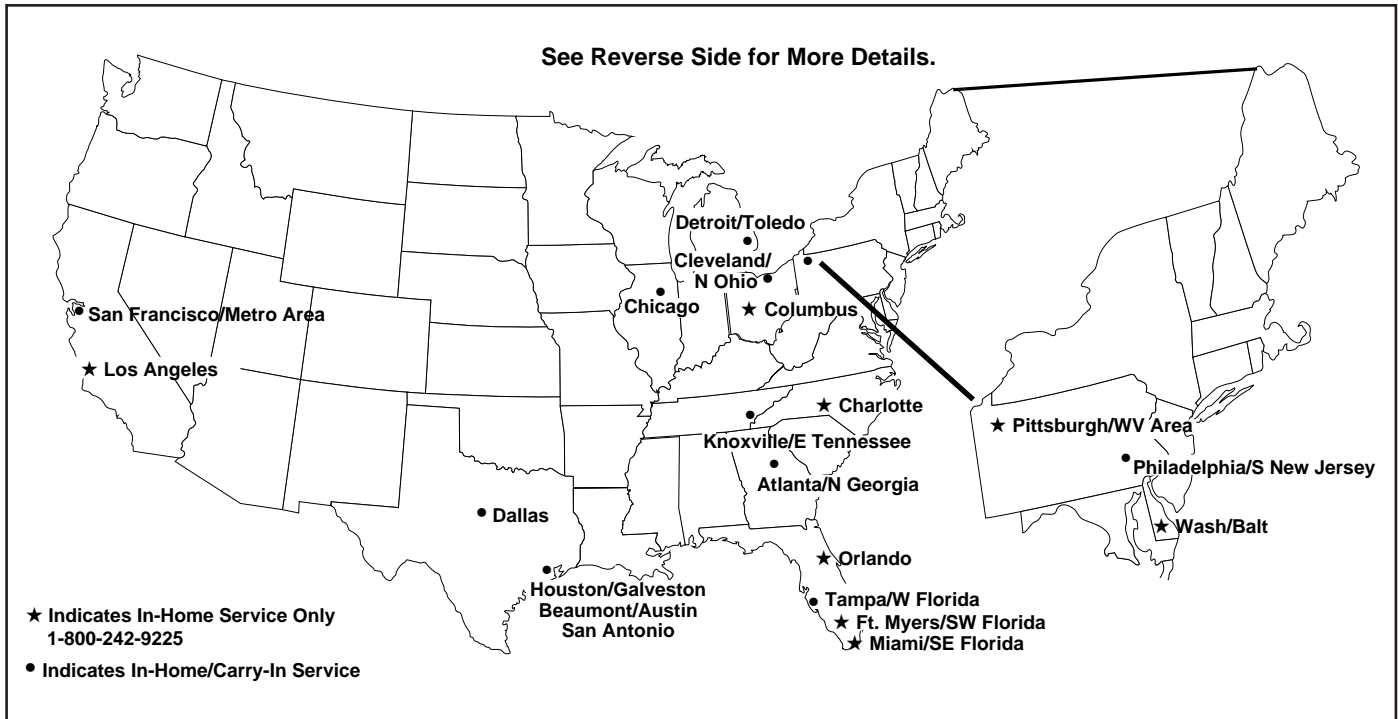 See Reverse Side for More Details.
Detroit/Toledo
Cleveland/
N Ohio
Chicago
Columbus
San Francisco/Metro Area
Los Angeles
Charlotte
Knoxville/E Tennessee
Atlanta/N Georgia
Pittsburgh/WV Area
Philadelphia/S New Jersey
Wash/Balt
Dallas
Houston/Galveston
Beaumont/Austin
San Antonio
Orlando
Tampa/W Florida
Ft. Myers/SW Florida
Miami/SE Florida
★ Indicates In-Home Service Only
1-800-242-9225
• Indicates In-Home/Carry-In Service